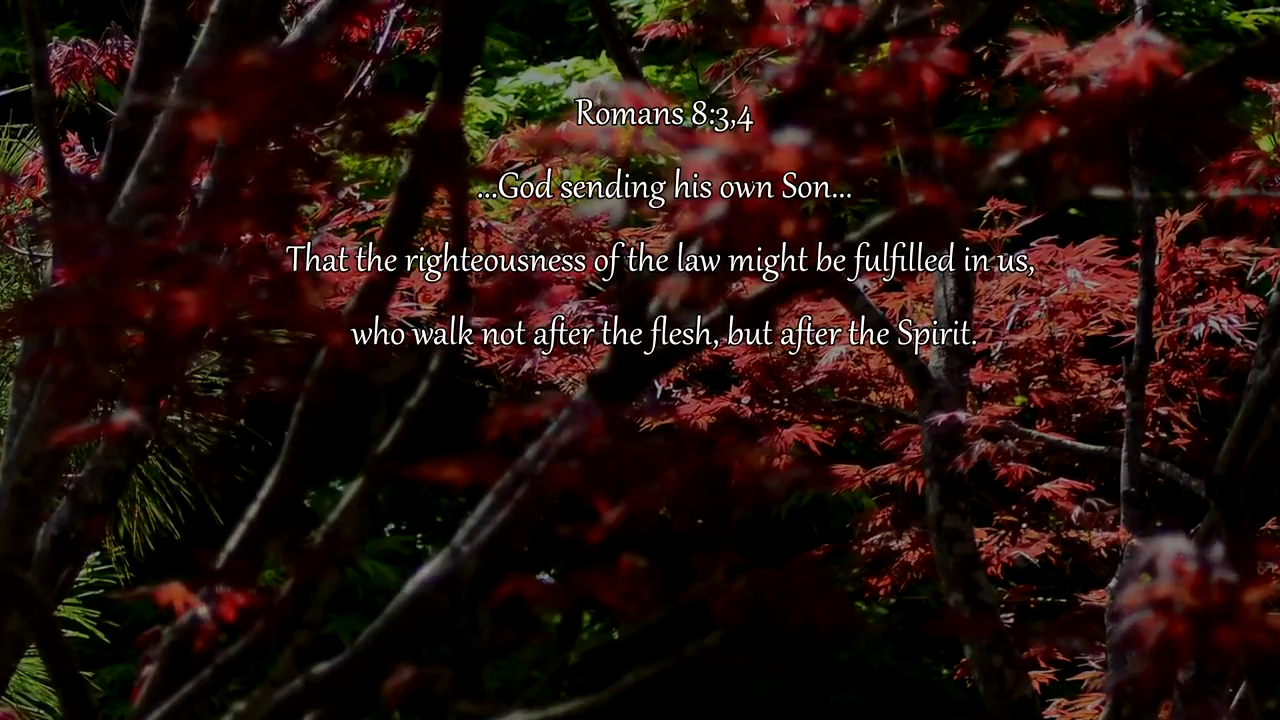 Romans 8:3,4
...God sending his own Son...
That the righteousness of the law might be fulfilled in us,
who walk not after the flesh, but after the Spirit.